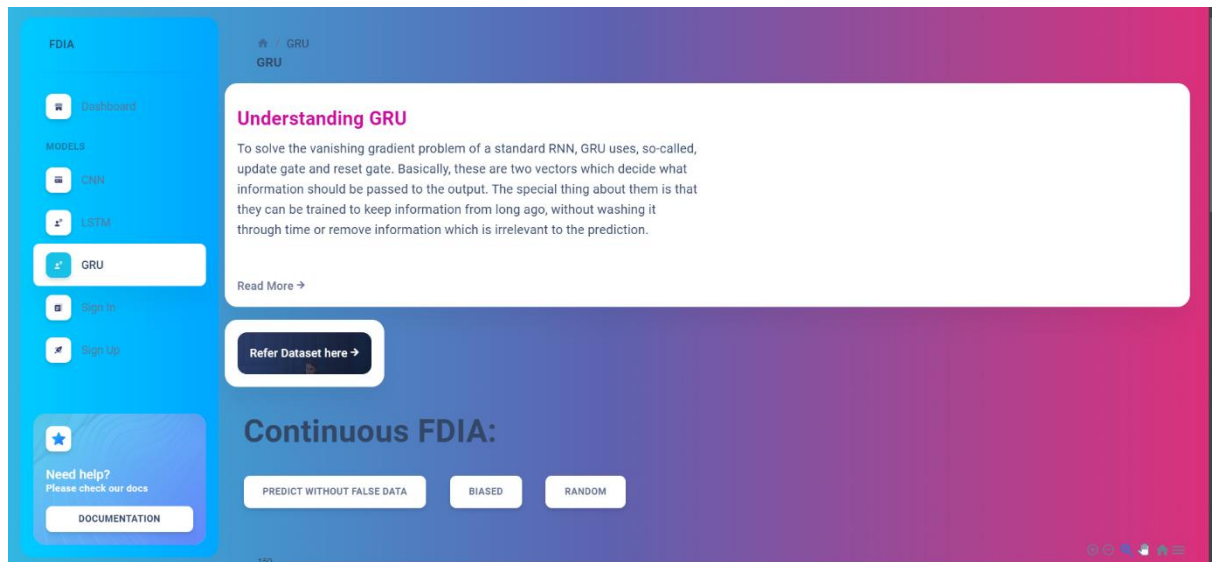 FDIA
Dashboard
MODELS
CNN
LSTM
GRU
Sign In
Sign Up
Need help?
Please check our docs
DOCUMENTATION
/ GRU
GRU
Understanding GRU
To solve the vanishing gradient problem of a standard RNN, GRU uses, so-called,
update gate and reset gate. Basically, these are two vectors which decide what
information should be passed to the output. The special thing about them is that
they can be trained to keep information from long ago, without washing it
through time or remove information which is irrelevant to the prediction.
Read More →
Refer Dataset here →
Continuous FDIA:
PREDICT WITHOUT FALSE DATA
BIASED
RANDOM